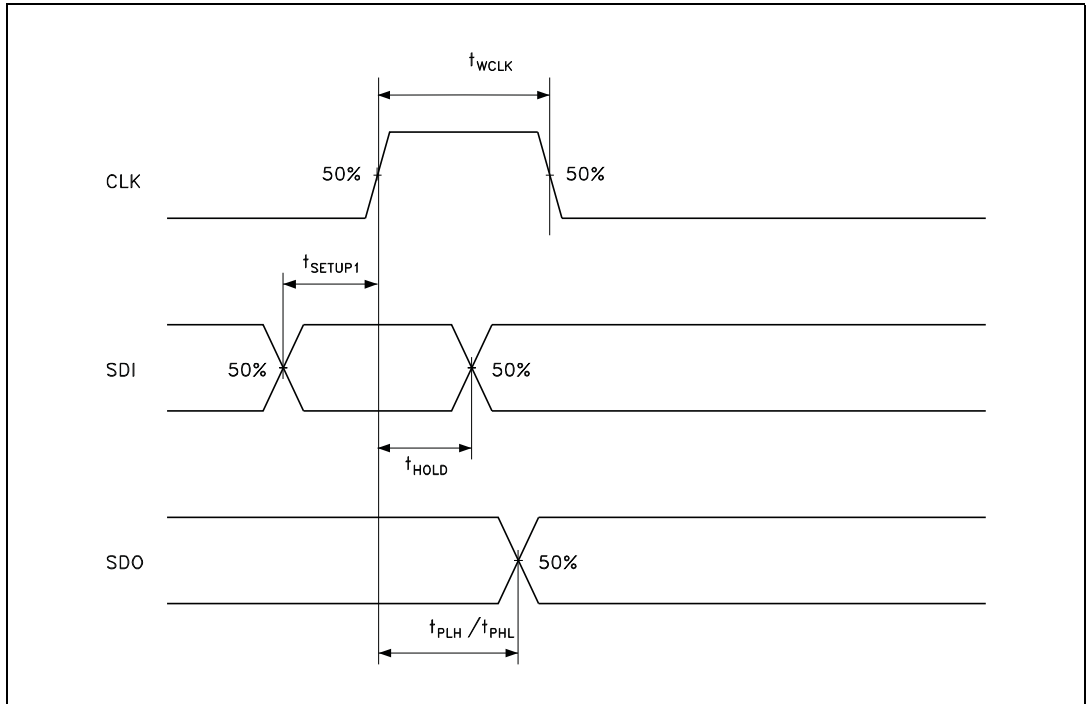 tWCLK
50%
50%
CLK
tSETUP1
SDI
50%
50%
tHOLD
SDO
50%
tPLH /tPHL